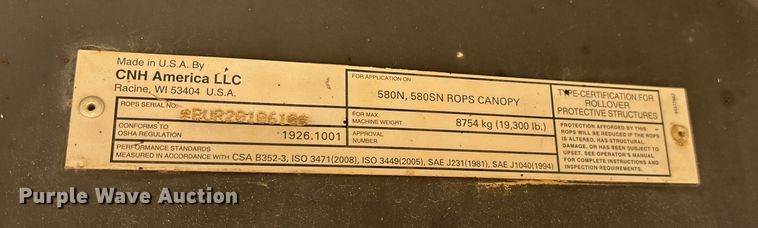 Made in U.S.A. By
CNH America LLC
Racine, WI 53404 U.S.A.
ROPS SERIAL NO.
CONFORMS TO
OSHA REGULATION 1926.1001
PERFORMANCE STANDARDS
MEASURED IN ACCORDANCE WITH CSA B352-3, ISO 3471(2008), ISO 3449(2005), SAE J231(1981), SAE J1040(1994)
FOR APPLICATION ON
580N, 580SN ROPS CANOPY
FOR MAX.
MACHINE WEIGHT 8754 kg (19,300 lb.)
APPROVAL
NUMBER
TYPE-CERTIFICATION FOR
ROLLOVER
PROTECTIVE STRUCTURES
PROTECTION AFFORDED BY THIS
ROPS WILL BE REDUCED IF THE ROPS
IS ALTERED, HAS STRUCTURAL
DAMAGE, OR HAS BEEN SUBJECT TO
UPSET. SEE OPERATOR'S MANUAL
FOR COMPLETE INSTRUCTIONS AND
INSPECTION REQUIREMENTS.
Purple Wave Auction